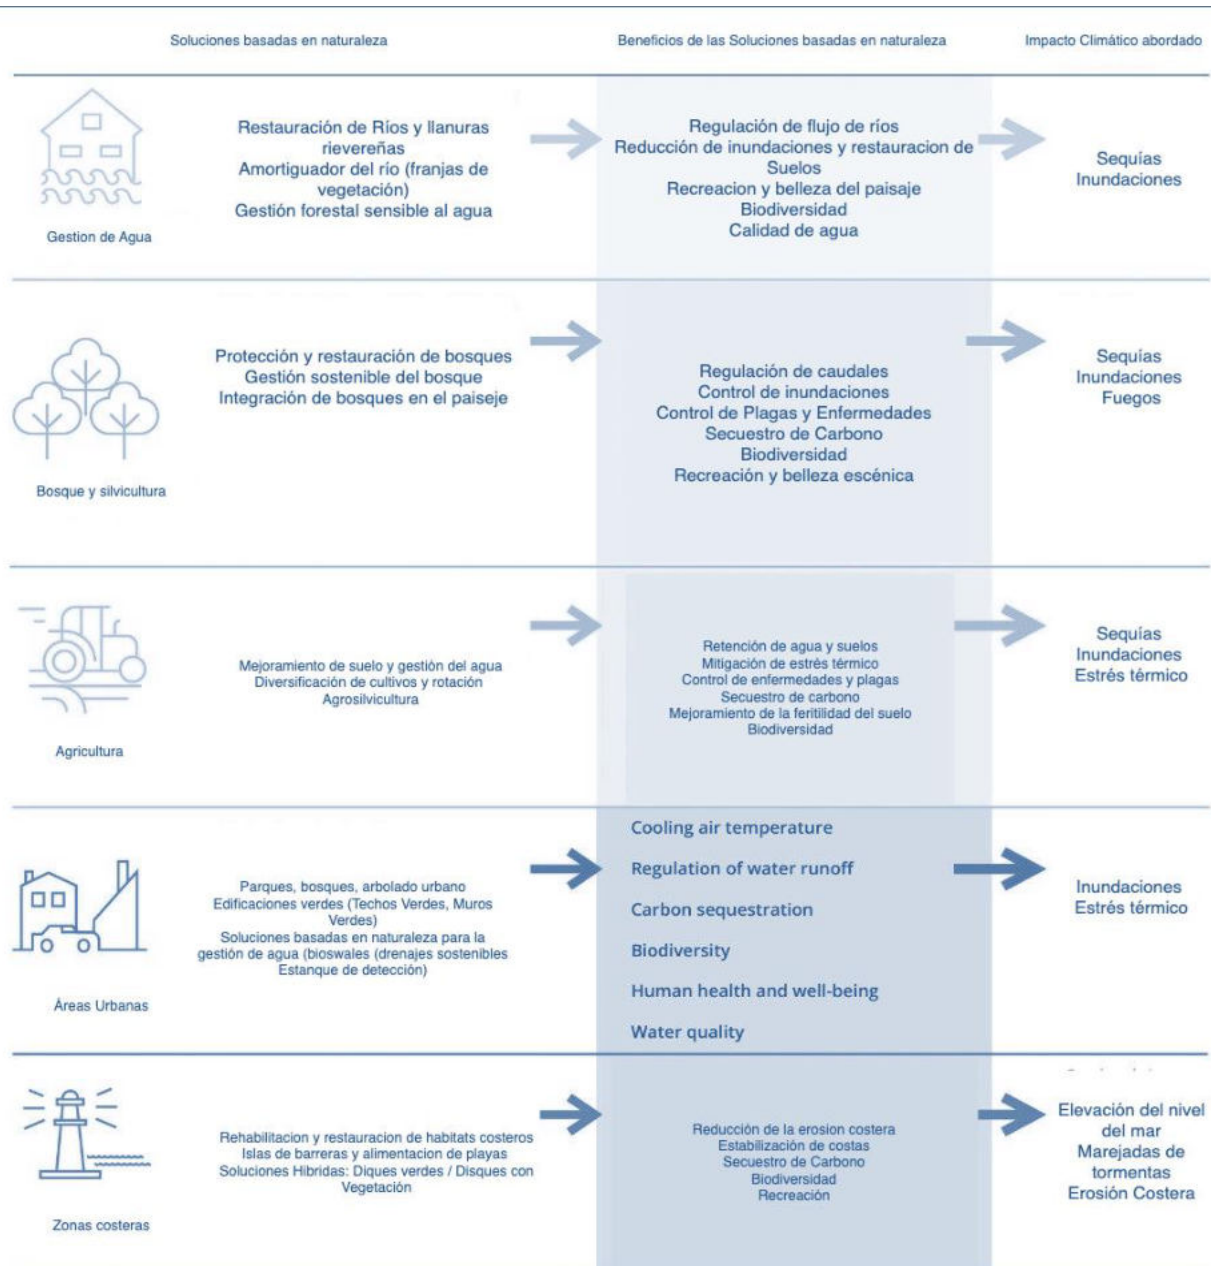 Soluciones basadas en naturaleza
Beneficios de las Soluciones basadas en naturaleza
Impacto Climático abordado
Gestion de Agua
Restauración de Ríos y llanuras
rievereñas
Amortiguador del río (franjas de
vegetación)
Gestión forestal sensible al agua
Regulación de flujo de ríos
Reducción de inundaciones y restauracion de
Suelos
Recreacion y belleza del paisaje
Biodiversidad
Calidad de agua
Sequías
Inundaciones
Bosque y silvicultura
Protección y restauración de bosques
Gestión sostenible del bosque
Integración de bosques en el paiseje
Regulación de caudales
Control de inundaciones
Control de Plagas y Enfermedades
Secuestro de Carbono
Biodiversidad
Recreación y belleza escénica
Sequías
Inundaciones
Fuegos
Agricultura
Mejoramiento de suelo y gestión del agua
Diversificación de cultivos y rotación
Agrosilvicultura
Retención de agua y suelos
Mitigación de estrés térmico
Control de enfermedades y plagas
Secuestro de carbono
Mejoramiento de la feritilidad del suelo
Biodiversidad
Sequías
Inundaciones
Estrés térmico
Áreas Urbanas
Parques, bosques, arbolado urbano
Edificaciones verdes (Techos Verdes, Muros
Verdes)
Soluciones basadas en naturaleza para la
gestión de agua (bioswales (drenajes sostenibles
Estanque de detección)
Cooling air temperature
Regulation of water runoff
Carbon sequestration
Biodiversity
Human health and well-being
Water quality
Inundaciones
Estrés térmico
Zonas costeras
Rehabilitacion y restauracion de habitats costeros
Islas de barreras y alimentacion de playas
Soluciones Hibridas: Diques verdes / Disques con
Vegetación
Reducción de la erosion costera
Estabilización de costas
Secuestro de Carbono
Biodiversidad
Recreación
Elevación del nivel
del mar
Marejadas de
tormentas
Erosión Costera